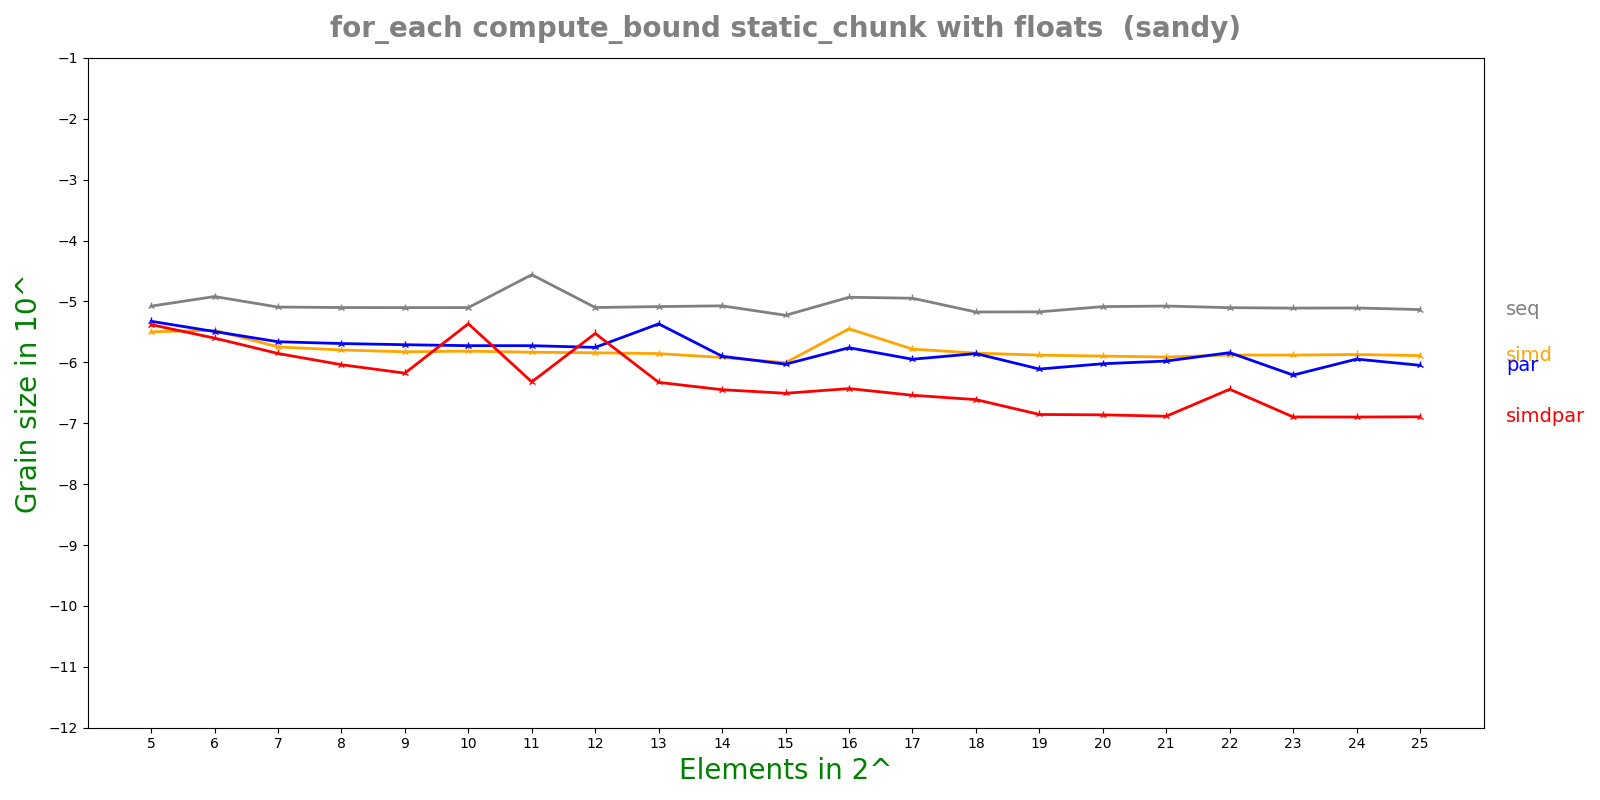 for_each compute_bound static_chunk with floats  (sandy)
Grain size in 10^
−1
−2
−3
−4
−5
−6
−7
−8
−9
−10
−11
−12
seq
simd
par
simdpar
5 6 7 8 9 10 11 12 13 14 15 16 17 18 19 20 21 22 23 24 25
Elements in 2^